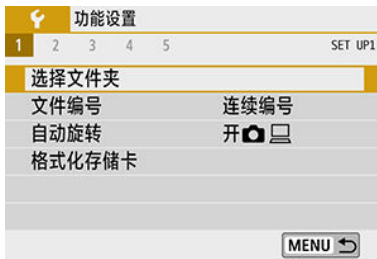 功能设置
1 2 3 4 5 SET UP1
选择文件夹
文件编号 连续编号
自动旋转 开
格式化存储卡
MENU